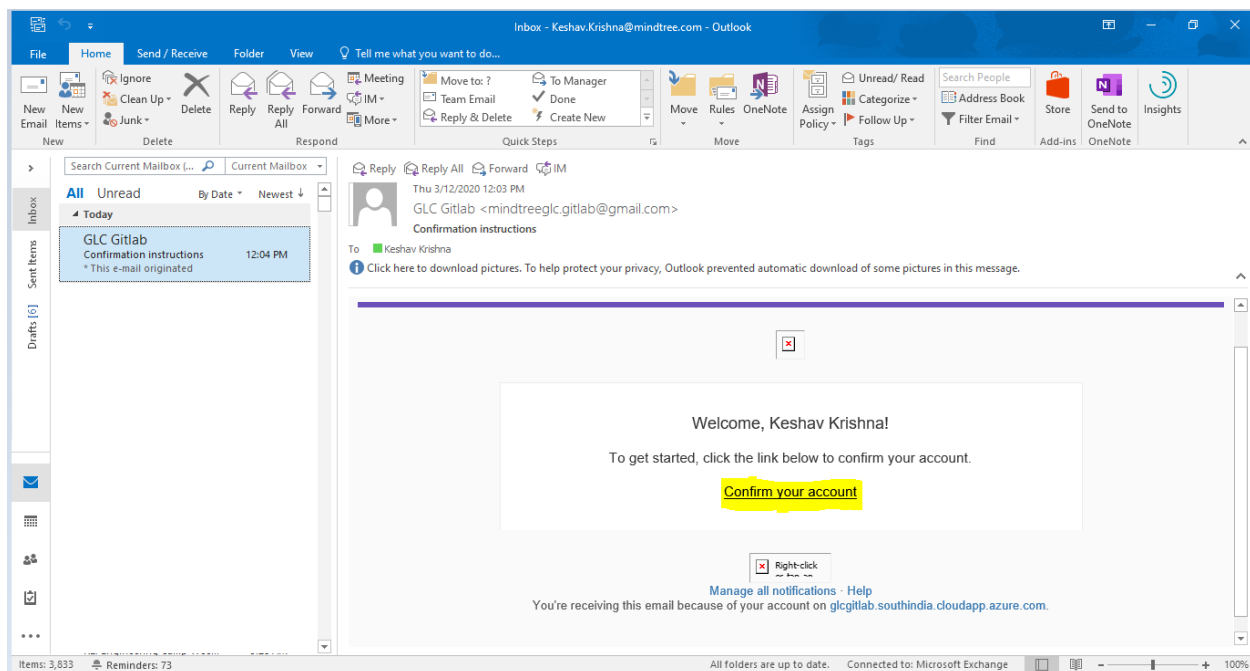 Inbox - Keshav.Krishna@mindtree.com - Outlook
File Home Send / Receive Folder View Tell me what you want to do...
New Email
New Items
Ignore
Clean Up
Junk
Delete
Reply
Reply All
Forward
Meeting
IM
More
Move to: ?
Team Email
Reply & Delete
To Manager
Done
Create New
Move
Rules
OneNote
Assign Policy
Unread/ Read
Categorize
Follow Up
Search People
Address Book
Filter Email
Store
Send to OneNote
Insights
New Delete Respond Quick Steps Move Tags Find Add-ins OneNote
Inbox
Sent Items
Drafts [6]
Search Current Mailbox (... Current Mailbox
All Unread By Date Newest
Today
GLC Gitlab
Confirmation instructions 12:04 PM
* This e-mail originated
Reply Reply All Forward IM
Thu 3/12/2020 12:03 PM
GLC Gitlab <mindtreeglc.gitlab@gmail.com>
Confirmation instructions
To Keshav Krishna
Click here to download pictures. To help protect your privacy, Outlook prevented automatic download of some pictures in this message.
Welcome, Keshav Krishna!
To get started, click the link below to confirm your account.
Confirm your account
Right-click
Manage all notifications · Help
You're receiving this email because of your account on glcgitlab.southindia.cloudapp.azure.com.
Items: 3,833 Reminders: 73 All folders are up to date. Connected to: Microsoft Exchange 100%